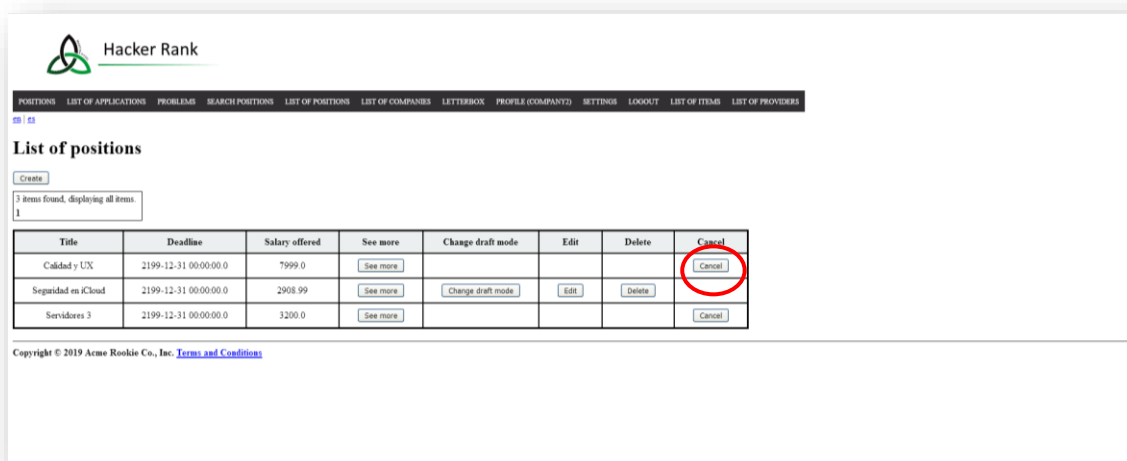 Hacker Rank
POSITIONS LIST OF APPLICATIONS PROBLEMS SEARCH POSITIONS LIST OF POSITIONS LIST OF COMPANIES LETTERBOX PROFILE (COMPANY2) SETTINGS LOGOUT LIST OF ITEMS LIST OF PROVIDERS
en | es
List of positions
Create
3 items found, displaying all items.
1
Title Deadline Salary offered See more Change draft mode Edit Delete Cancel
Calidad y UX 2199-12-31 00:00:00.0 7999.0 See more Cancel
Seguridad en iCloud 2199-12-31 00:00:00.0 2908.99 See more Change draft mode Edit Delete
Servidores 3 2199-12-31 00:00:00.0 3200.0 See more Cancel
Copyright © 2019 Acme Rookie Co., Inc. Terms and Conditions